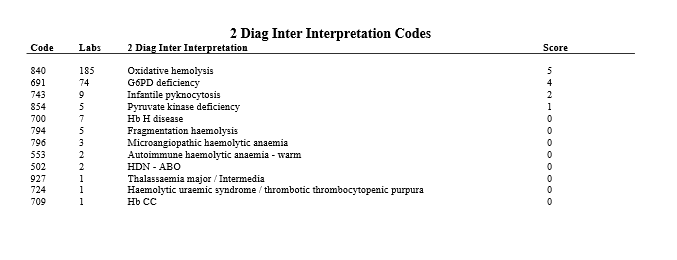 2 Diag Inter Interpretation Codes
Code Labs 2 Diag Inter Interpretation Score
840 185 Oxidative hemolysis 5
691 74 G6PD deficiency 4
743 9 Infantile pyknocytosis 2
854 5 Pyruvate kinase deficiency 1
700 7 Hb H disease 0
794 5 Fragmentation haemolysis 0
796 3 Microangiopathic haemolytic anaemia 0
553 2 Autoimmune haemolytic anaemia - warm 0
502 2 HDN - ABO 0
927 1 Thalassaemia major / Intermedia 0
724 1 Haemolytic uraemic syndrome / thrombotic thrombocytopenic purpura 0
709 1 Hb CC 0